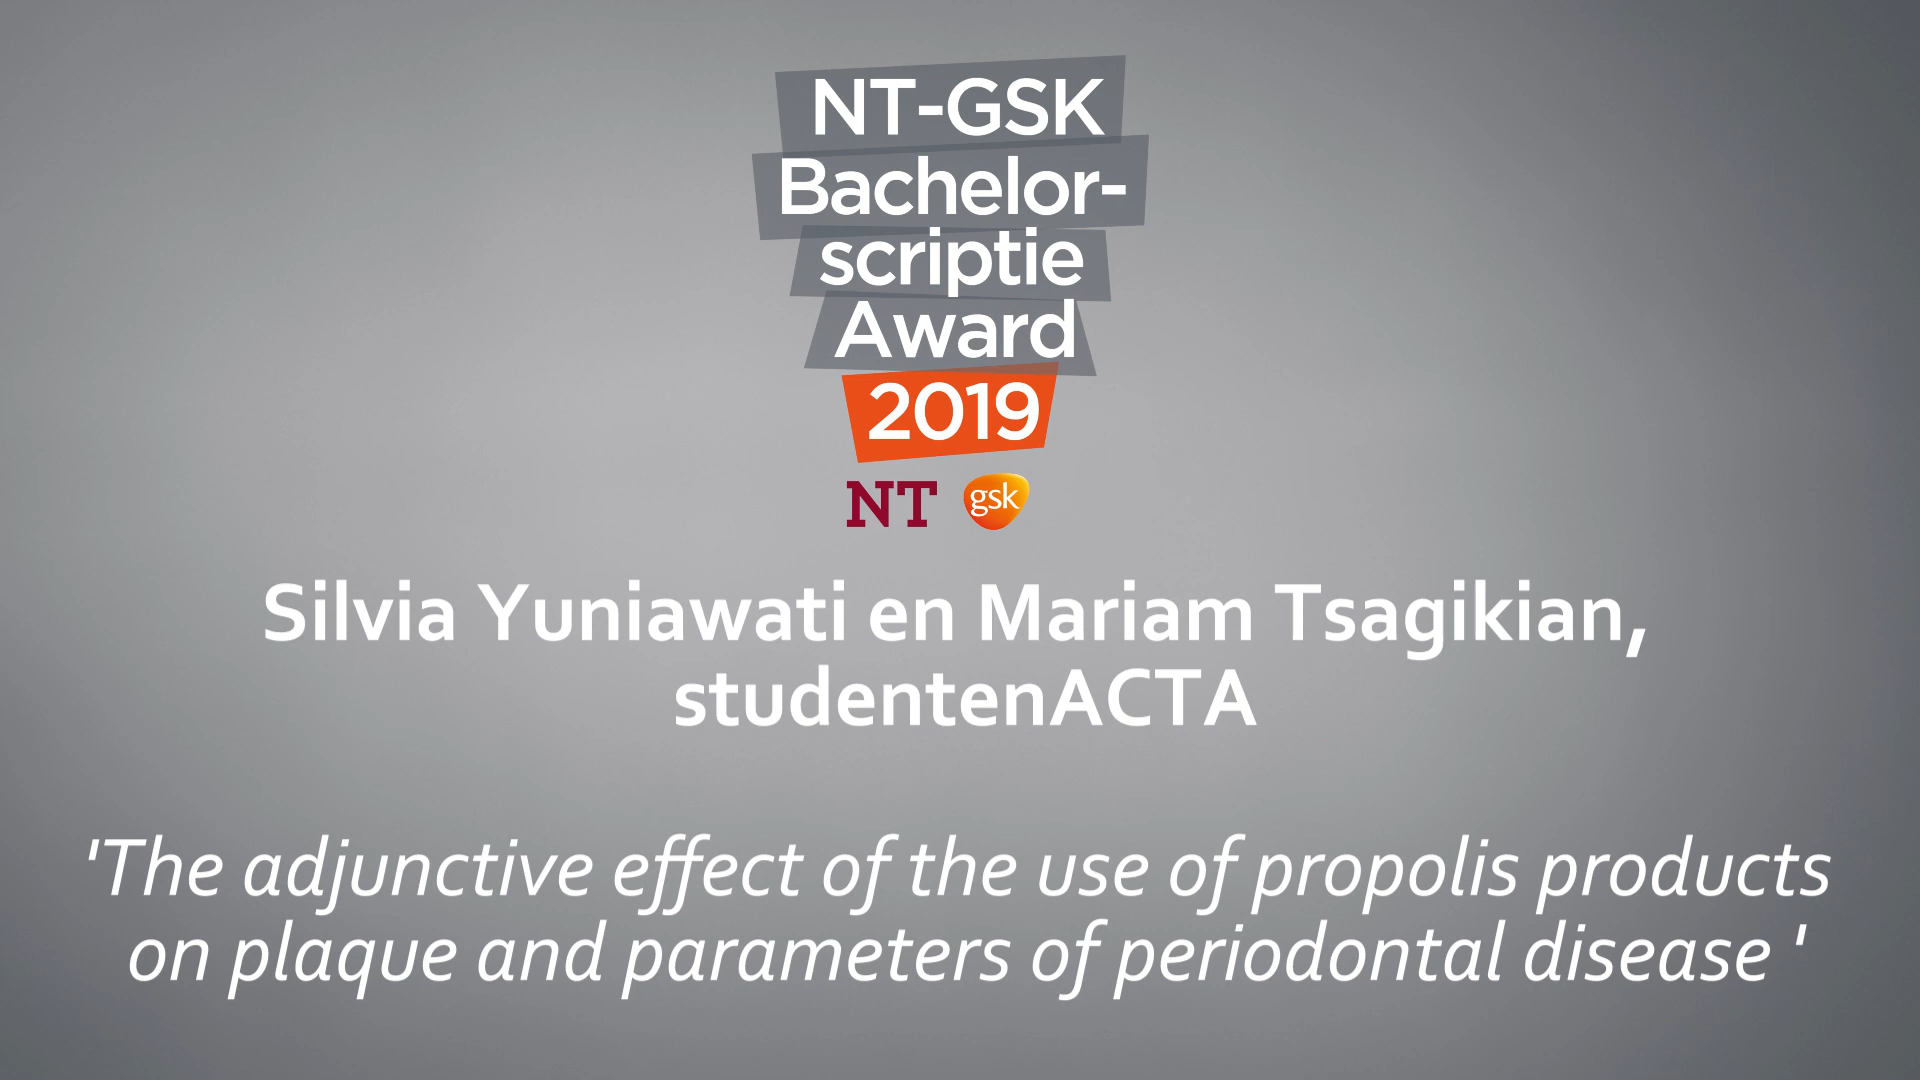 NT-GSK
Bachelor-
scriptie
Award
2019
NT gsk
Silvia Yuniawati en Mariam Tsagikian,
studentenACTA
'The adjunctive effect of the use of propolis products
on plaque and parameters of periodontal disease '